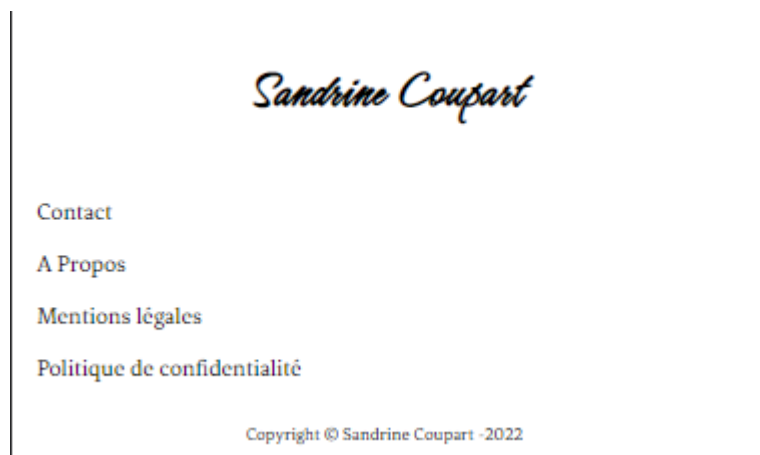 Sandrine Coupart
Contact
A Propos
Mentions légales
Politique de confidentialité
Copyright © Sandrine Coupart -2022